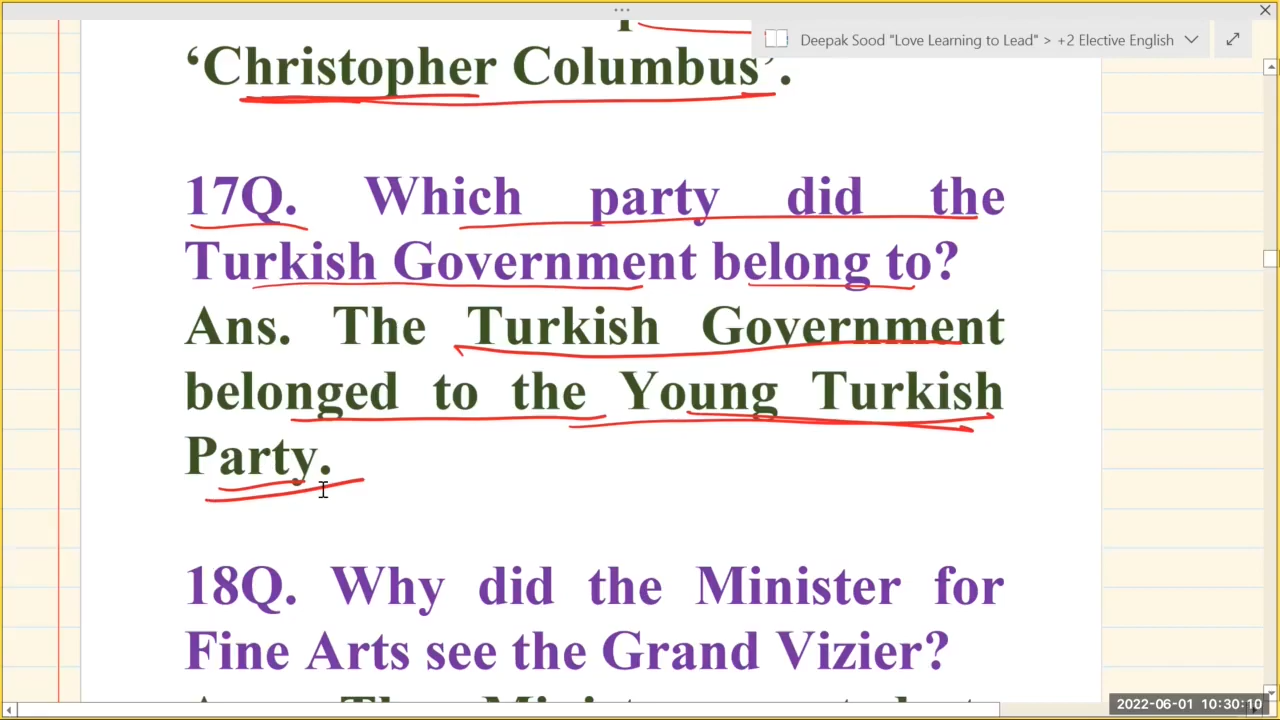 Deepak Sood "Love Learning to Lead" > +2 Elective English
‘Christopher Columbus’.
17Q. Which party did the
Turkish Government belong to?
Ans. The Turkish Government
belonged to the Young Turkish
Party.
18Q. Why did the Minister for
Fine Arts see the Grand Vizier?
2022-06-01 10:30:10